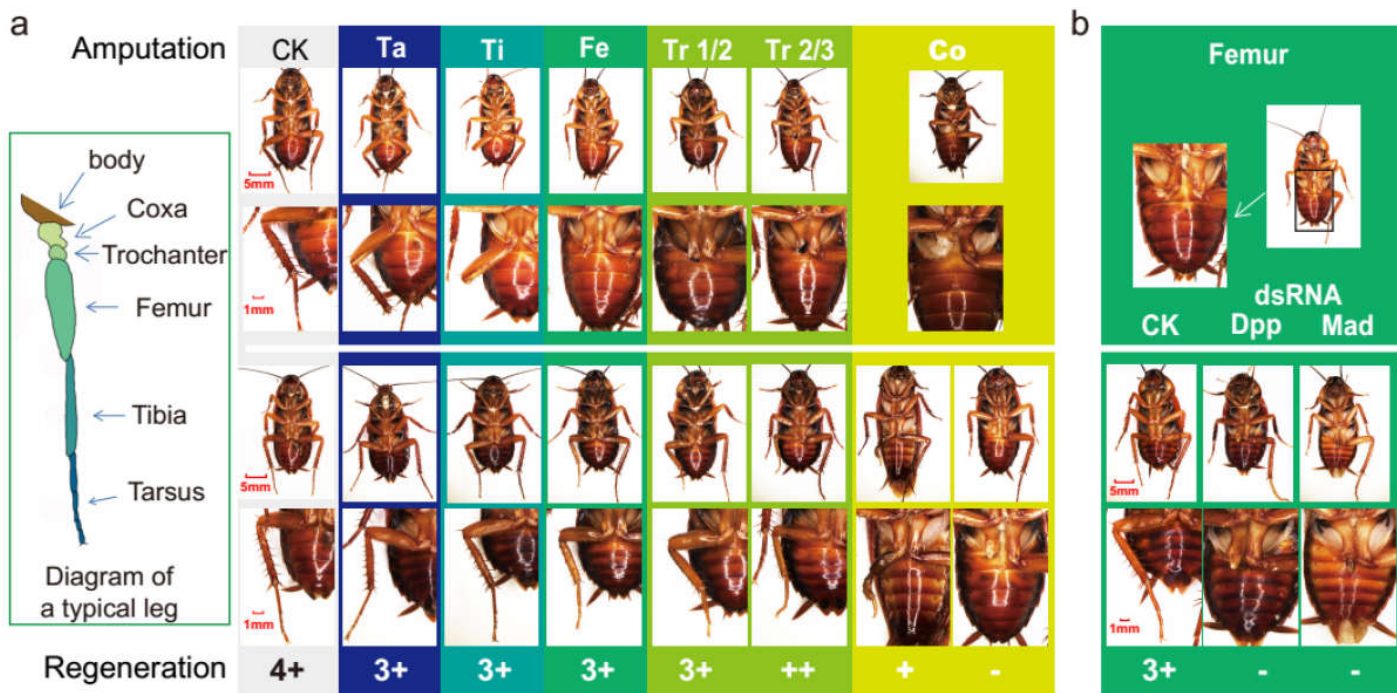 a
Amputation CK Ta Ti Fe Tr 1/2 Tr 2/3 Co
5mm
1mm
body
Coxa
Trochanter
Femur
Tibia
Tarsus
Diagram of
a typical leg
5mm
1mm
Regeneration 4+ 3+ 3+ 3+ 3+ ++ + -
b
Femur
dsRNA
CK Dpp Mad
5mm
1mm
3+ - -